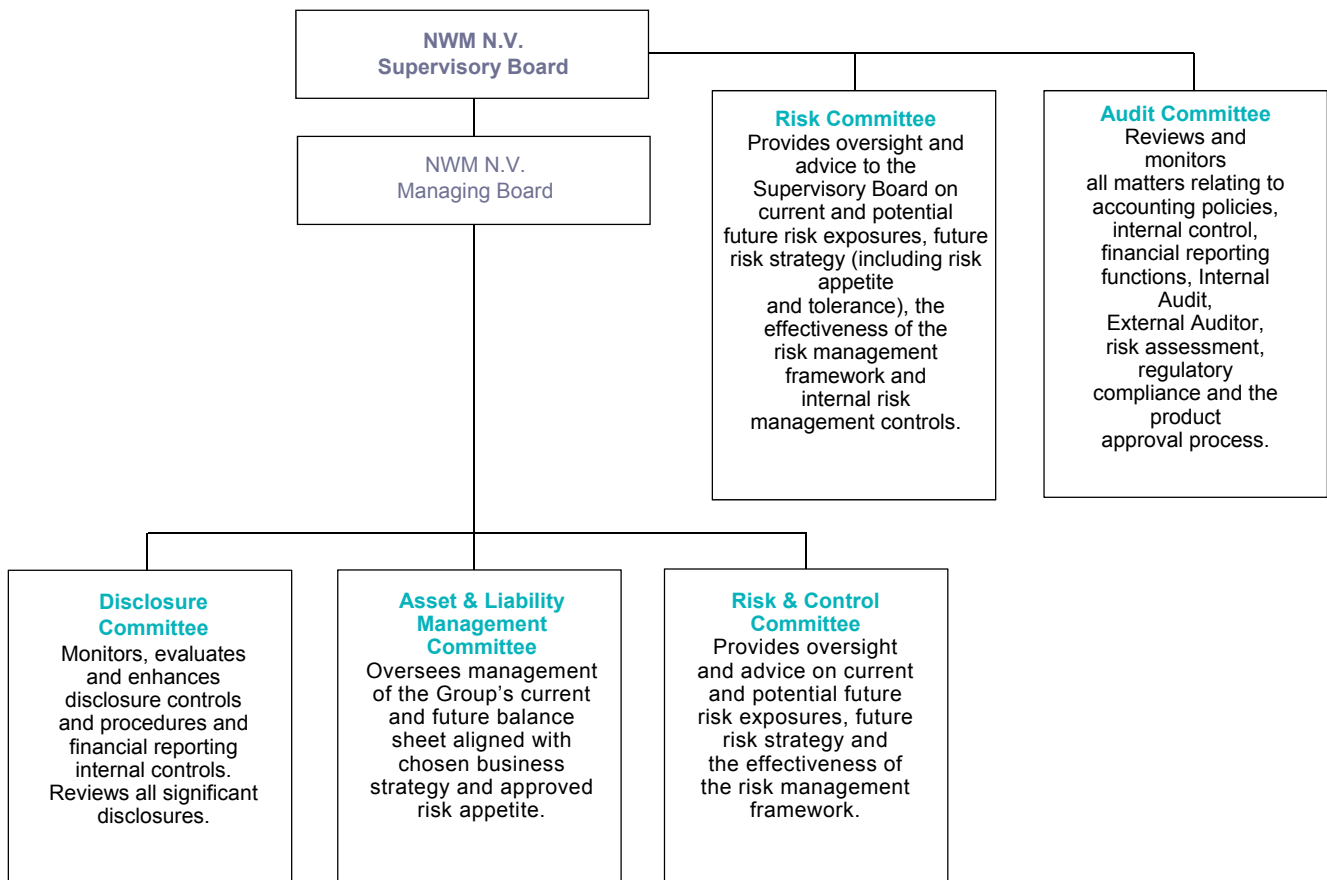 NWM N.V.
Supervisory Board
NWM N.V.
Managing Board
Risk Committee
Provides oversight and
advice to the
Supervisory Board on
current and potential
future risk exposures, future
risk strategy (including risk
appetite
and tolerance), the
effectiveness of the
risk management
framework and
internal risk
management controls.
Audit Committee
Reviews and
monitors
all matters relating to
accounting policies,
internal control,
financial reporting
functions, Internal
Audit,
External Auditor,
risk assessment,
regulatory
compliance and the
product
approval process.
Disclosure
Committee
Monitors, evaluates
and enhances
disclosure controls
and procedures and
financial reporting
internal controls.
Reviews all significant
disclosures.
Asset & Liability
Management
Committee
Oversees management
of the Group’s current
and future balance
sheet aligned with
chosen business
strategy and approved
risk appetite.
Risk & Control
Committee
Provides oversight
and advice on current
and potential future
risk exposures, future
risk strategy and
the effectiveness of
the risk management
framework.